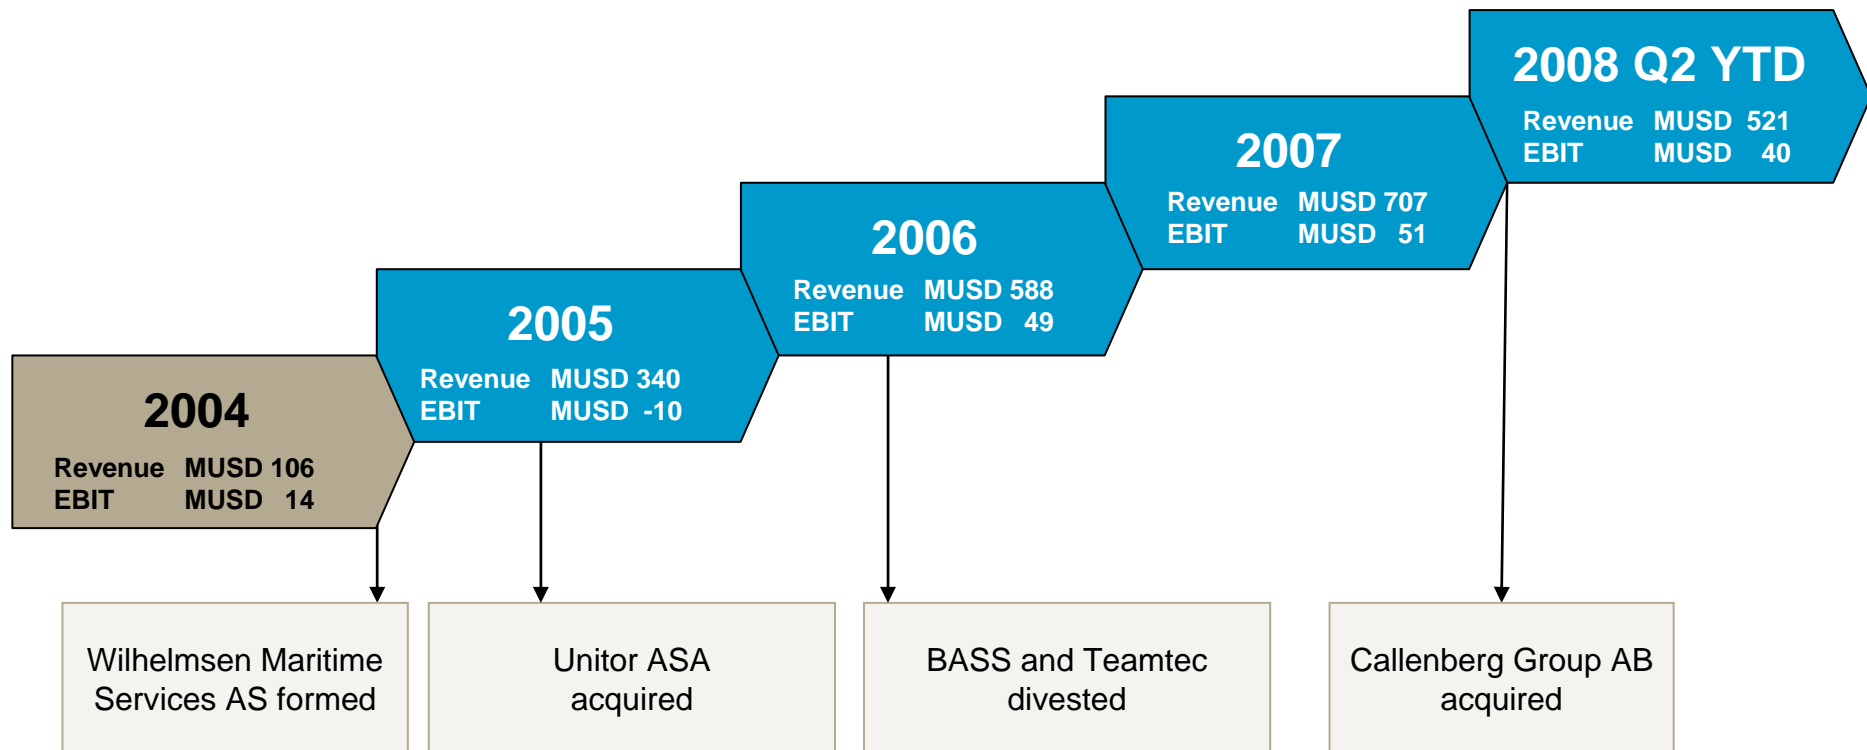 2008 Q2 YTD
Revenue MUSD 521
EBIT MUSD 40
2007
Revenue MUSD 707
EBIT MUSD 51
2006
Revenue MUSD 588
EBIT MUSD 49
2005
Revenue MUSD 340
EBIT MUSD -10
2004
Revenue MUSD 106
EBIT MUSD 14
Wilhelmsen Maritime
Services AS formed
Unitor ASA
acquired
BASS and Teamtec
divested
Callenberg Group AB
acquired